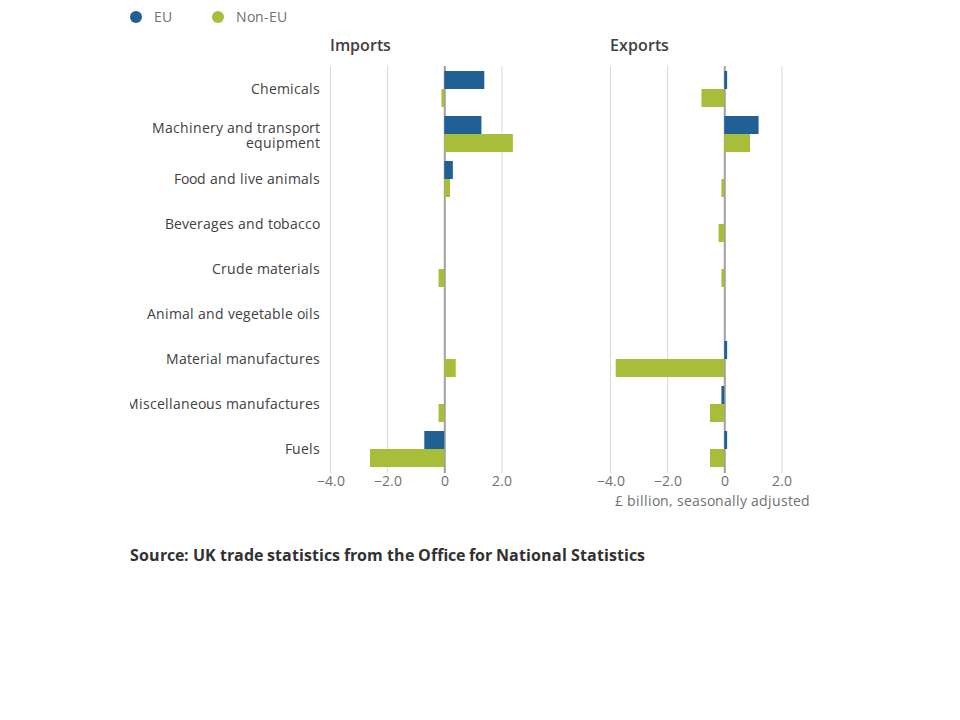 EU Non-EU
Imports Exports
Chemicals
Machinery and transport
equipment
Food and live animals
Beverages and tobacco
Crude materials
Animal and vegetable oils
Material manufactures
Miscellaneous manufactures
Fuels
−4.0 −2.0 0 2.0 −4.0 −2.0 0 2.0
£ billion, seasonally adjusted
Source: UK trade statistics from the Office for National Statistics